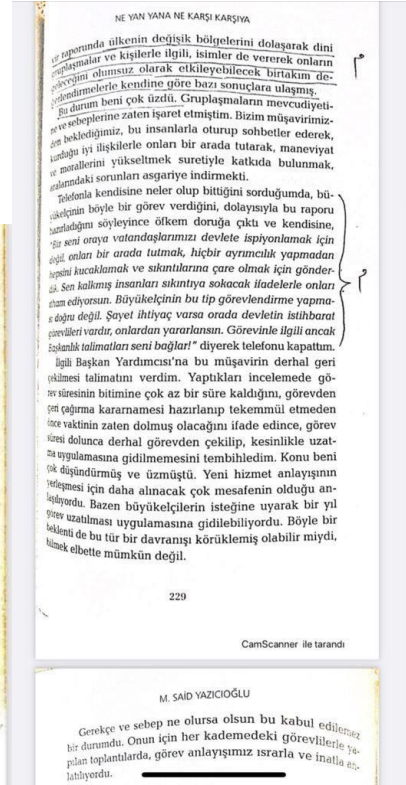 NE YAN YANA NE KARŞI KARŞIYA
bir raporunda ülkenin değişik bölgelerini dolaşarak dini
gruplaşmalar ve kişilerle ilgili, isimler de vererek onların
geleceğini olumsuz olarak etkileyebilecek birtakım de-
ğerlendirmelerle kendine göre bazı sonuçlara ulaşmış.
Bu durum beni çok üzdü. Gruplaşmaların mevcudiyeti-
ne ve sebeplerine zaten işaret etmiştim. Bizim müşavirimiz-
den beklediğimiz, bu insanlarla oturup sohbetler ederek,
kurduğu iyi ilişkilerle onları bir arada tutarak, maneviyat
ve morallerini yükseltmek suretiyle katkıda bulunmak,
aralarındaki sorunları asgariye indirmekti.
Telefonla kendisine neler olup bittiğini sorduğumda, bü-
yükelçinin böyle bir görev verdiğini, dolayısıyla bu raporu
hazırladığını söyleyince öfkem doruğa çıktı ve kendisine,
"Biz seni oraya vatandaşlarımızı devlete ispiyonlamak için
değil, onları bir arada tutmak, hiçbir ayrımcılık yapmadan
hepsini kucaklamak ve sıkıntılarına çare olmak için gönder-
dik. Sen kalkmış insanları sıkıntıya sokacak ifadelerle onları
itham ediyorsun. Büyükelçinin bu tip görevlendirme yapma-
sı doğru değil. Şayet ihtiyaç varsa orada devletin istihbarat
görevlileri vardır, onlardan yararlansın. Görevinle ilgili ancak
Başkanlık talimatları seni bağlar!" diyerek telefonu kapattım.
İlgili Başkan Yardımcısı'na bu müşavirin derhal geri
çekilmesi talimatını verdim. Yaptıkları incelemede gö-
rev süresinin bitimine çok az bir süre kaldığını, görevden
geri çağırma kararnamesi hazırlanıp tekemmül etmeden
önce vaktinin zaten dolmuş olacağını ifade edince, görev
süresi dolunca derhal görevden çekilip, kesinlikle uzat-
ma uygulamasına gidilmemesini tembihledim. Konu beni
çok düşündürmüş ve üzmüştü. Yeni hizmet anlayışının
yerleşmesi için daha alınacak çok mesafenin olduğu an-
laşılıyordu. Bazen büyükelçilerin isteğine uyarak bir yıl
görev uzatılması uygulamasına gidilebiliyordu. Böyle bir
beklenti de bu tür bir davranışı körüklemiş olabilir miydi,
bilmek elbette mümkün değil.
229
CamScanner ile tarandı
M. SAİD YAZICIOĞLU
Gerekçe ve sebep ne olursa olsun bu kabul edilemez
bir durumdu. Onun için her kademedeki görevlilerle ya-
pılan toplantılarda, görev anlayışımız ısrarla ve inatla an-
latılıyordu.